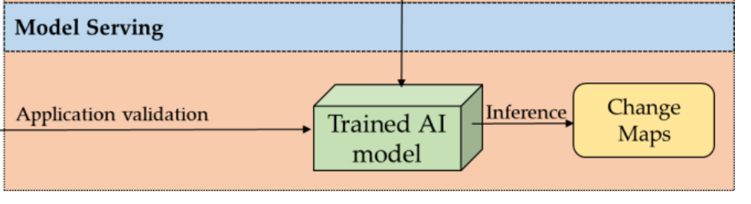 Model Serving
Application validation
Trained AI
model
Inference
Change
Maps